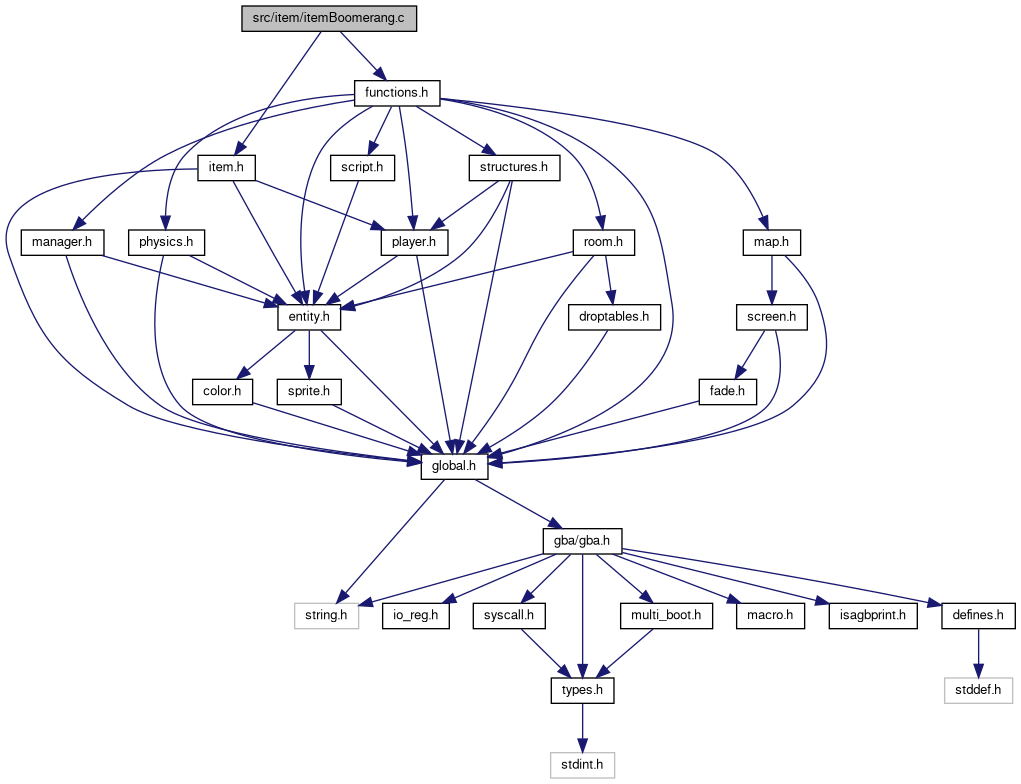 src/item/itemBoomerang.c
functions.h
item.h
script.h
structures.h
manager.h
physics.h
player.h
room.h
map.h
entity.h
droptables.h
screen.h
color.h
sprite.h
fade.h
global.h
gba/gba.h
string.h
io_reg.h
syscall.h
multi_boot.h
macro.h
isagbprint.h
defines.h
types.h
stddef.h
stdint.h